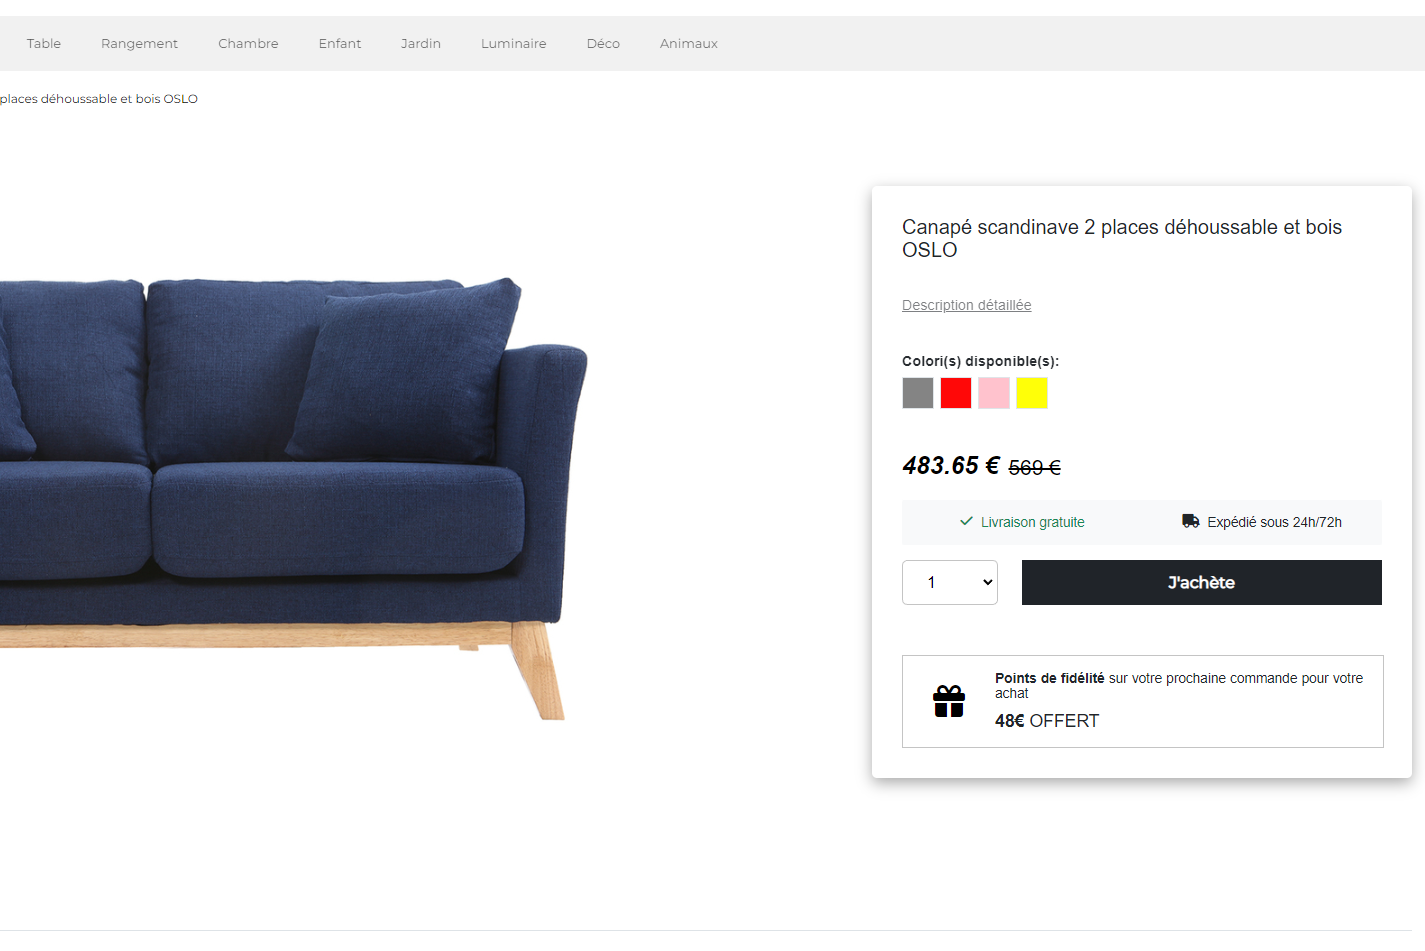 Table Rangement Chambre Enfant Jardin Luminaire Déco Animaux
places déhoussable et bois OSLO
Canapé scandinave 2 places déhoussable et bois
OSLO
Description détaillée
Colori(s) disponible(s):
483.65 € 569 €
Livraison gratuite Expédié sous 24h/72h
1 J'achète
Points de fidélité sur votre prochaine commande pour votre
achat
48€ OFFERT